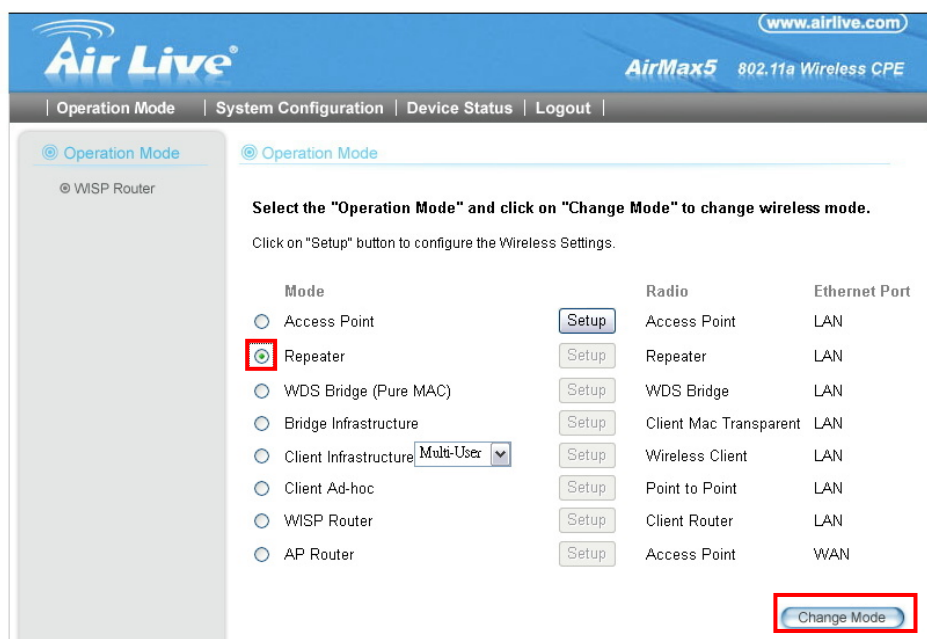 www.airlive.com
Air Live®
AirMax5 802.11a Wireless CPE
| Operation Mode | System Configuration | Device Status | Logout |
Operation Mode
WISP Router
Operation Mode
Select the "Operation Mode" and click on "Change Mode" to change wireless mode.
Click on "Setup" button to configure the Wireless Settings.
Mode Radio Ethernet Port
Access Point Setup Access Point LAN
Repeater Setup Repeater LAN
WDS Bridge (Pure MAC) Setup WDS Bridge LAN
Bridge Infrastructure Setup Client Mac Transparent LAN
Client Infrastructure Multi-User Setup Wireless Client LAN
Client Ad-hoc Setup Point to Point LAN
WISP Router Setup Client Router LAN
AP Router Setup Access Point WAN
Change Mode